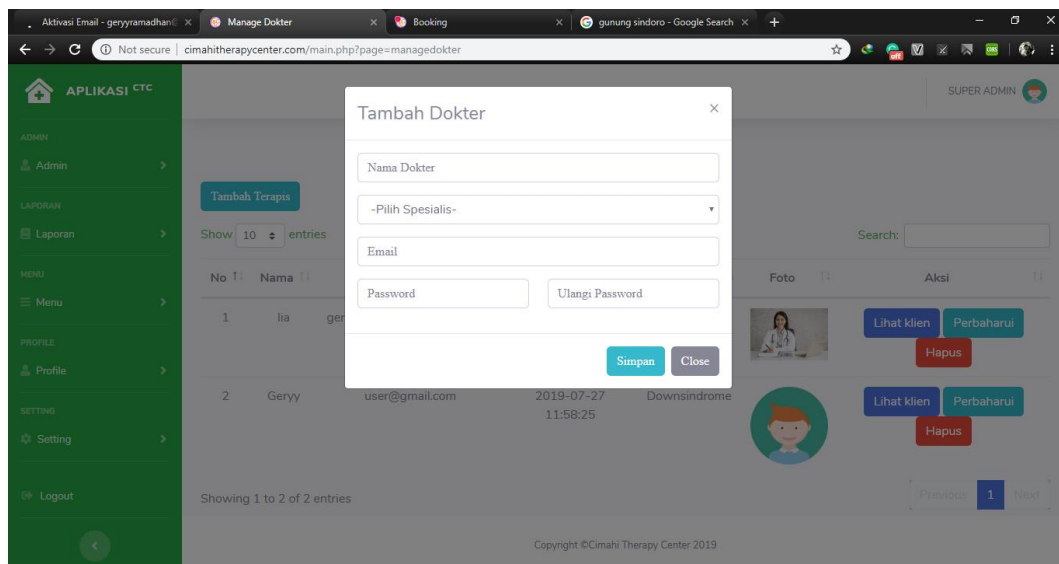 Aktivasi Email - geryyramadhan
Manage Dokter
Booking
gunung sindoro - Google Search
Not secure | cimahitherapycenter.com/main.php?page=managedokter
off
APLIKASI CTC
SUPER ADMIN
Tambah Dokter
ADMIN
Admin
Nama Dokter
Tambah Terapis
-Pilih Spesialis-
LAPORAN
Laporan
Show 10 entries
Search:
Email
MENU
Menu
No Nama Foto Aksi
Password Ulangi Password
1 lia ger
Lihat klien Perbaharui
Hapus
PROFILE
Profile
Simpan Close
2 Geryy user@gmail.com 2019-07-27 Downsindrome
11:58:25
Lihat klien Perbaharui
Hapus
SETTING
Setting
Logout
Showing 1 to 2 of 2 entries
Previous 1 Next
Copyright ©Cimahi Therapy Center 2019